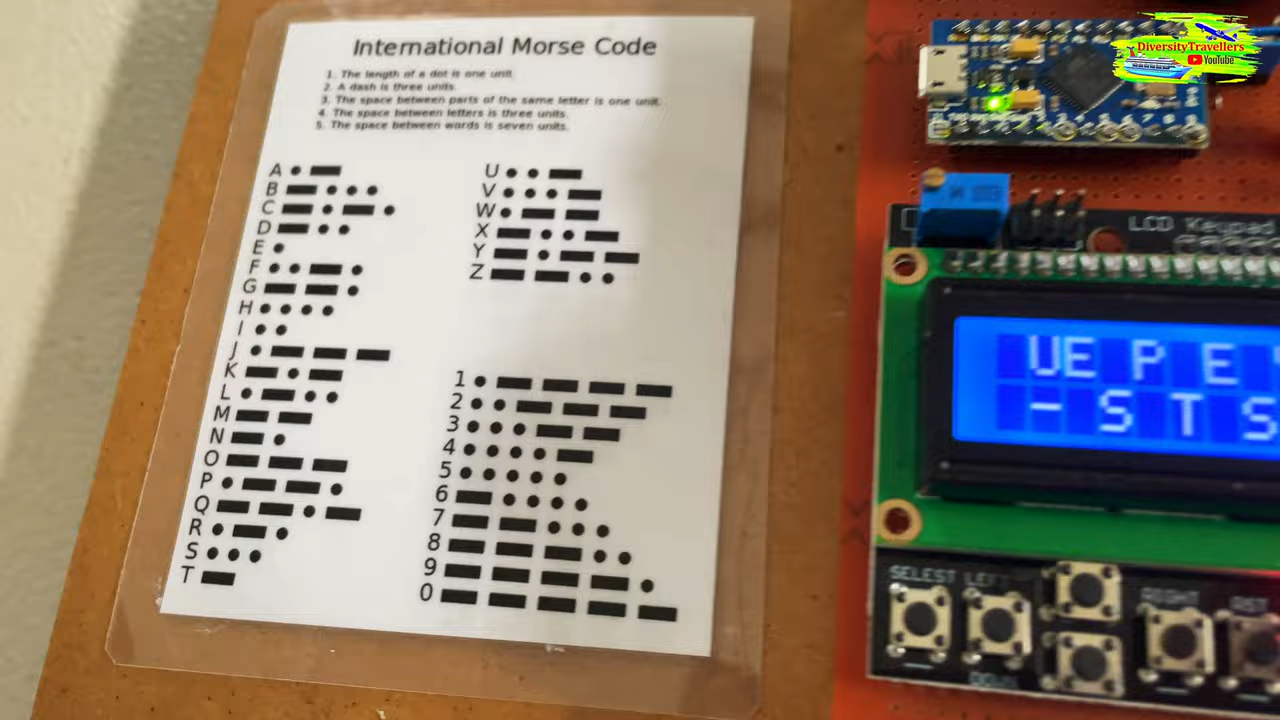 International Morse Code
1. The length of a dot is one unit.
2. A dash is three units.
3. The space between parts of the same letter is one unit.
4. The space between letters is three units.
5. The space between words is seven units.
A
B
C
D
E
F
G
H
I
J
K
L
M
N
O
P
Q
R
S
T
U
V
W
X
Y
Z
1
2
3
4
5
6
7
8
9
0
DiversityTravellers
YouTube
LCD Keypad
UE P E
- S T S
SELEST LEFT
RIGHT
RST
DOWN